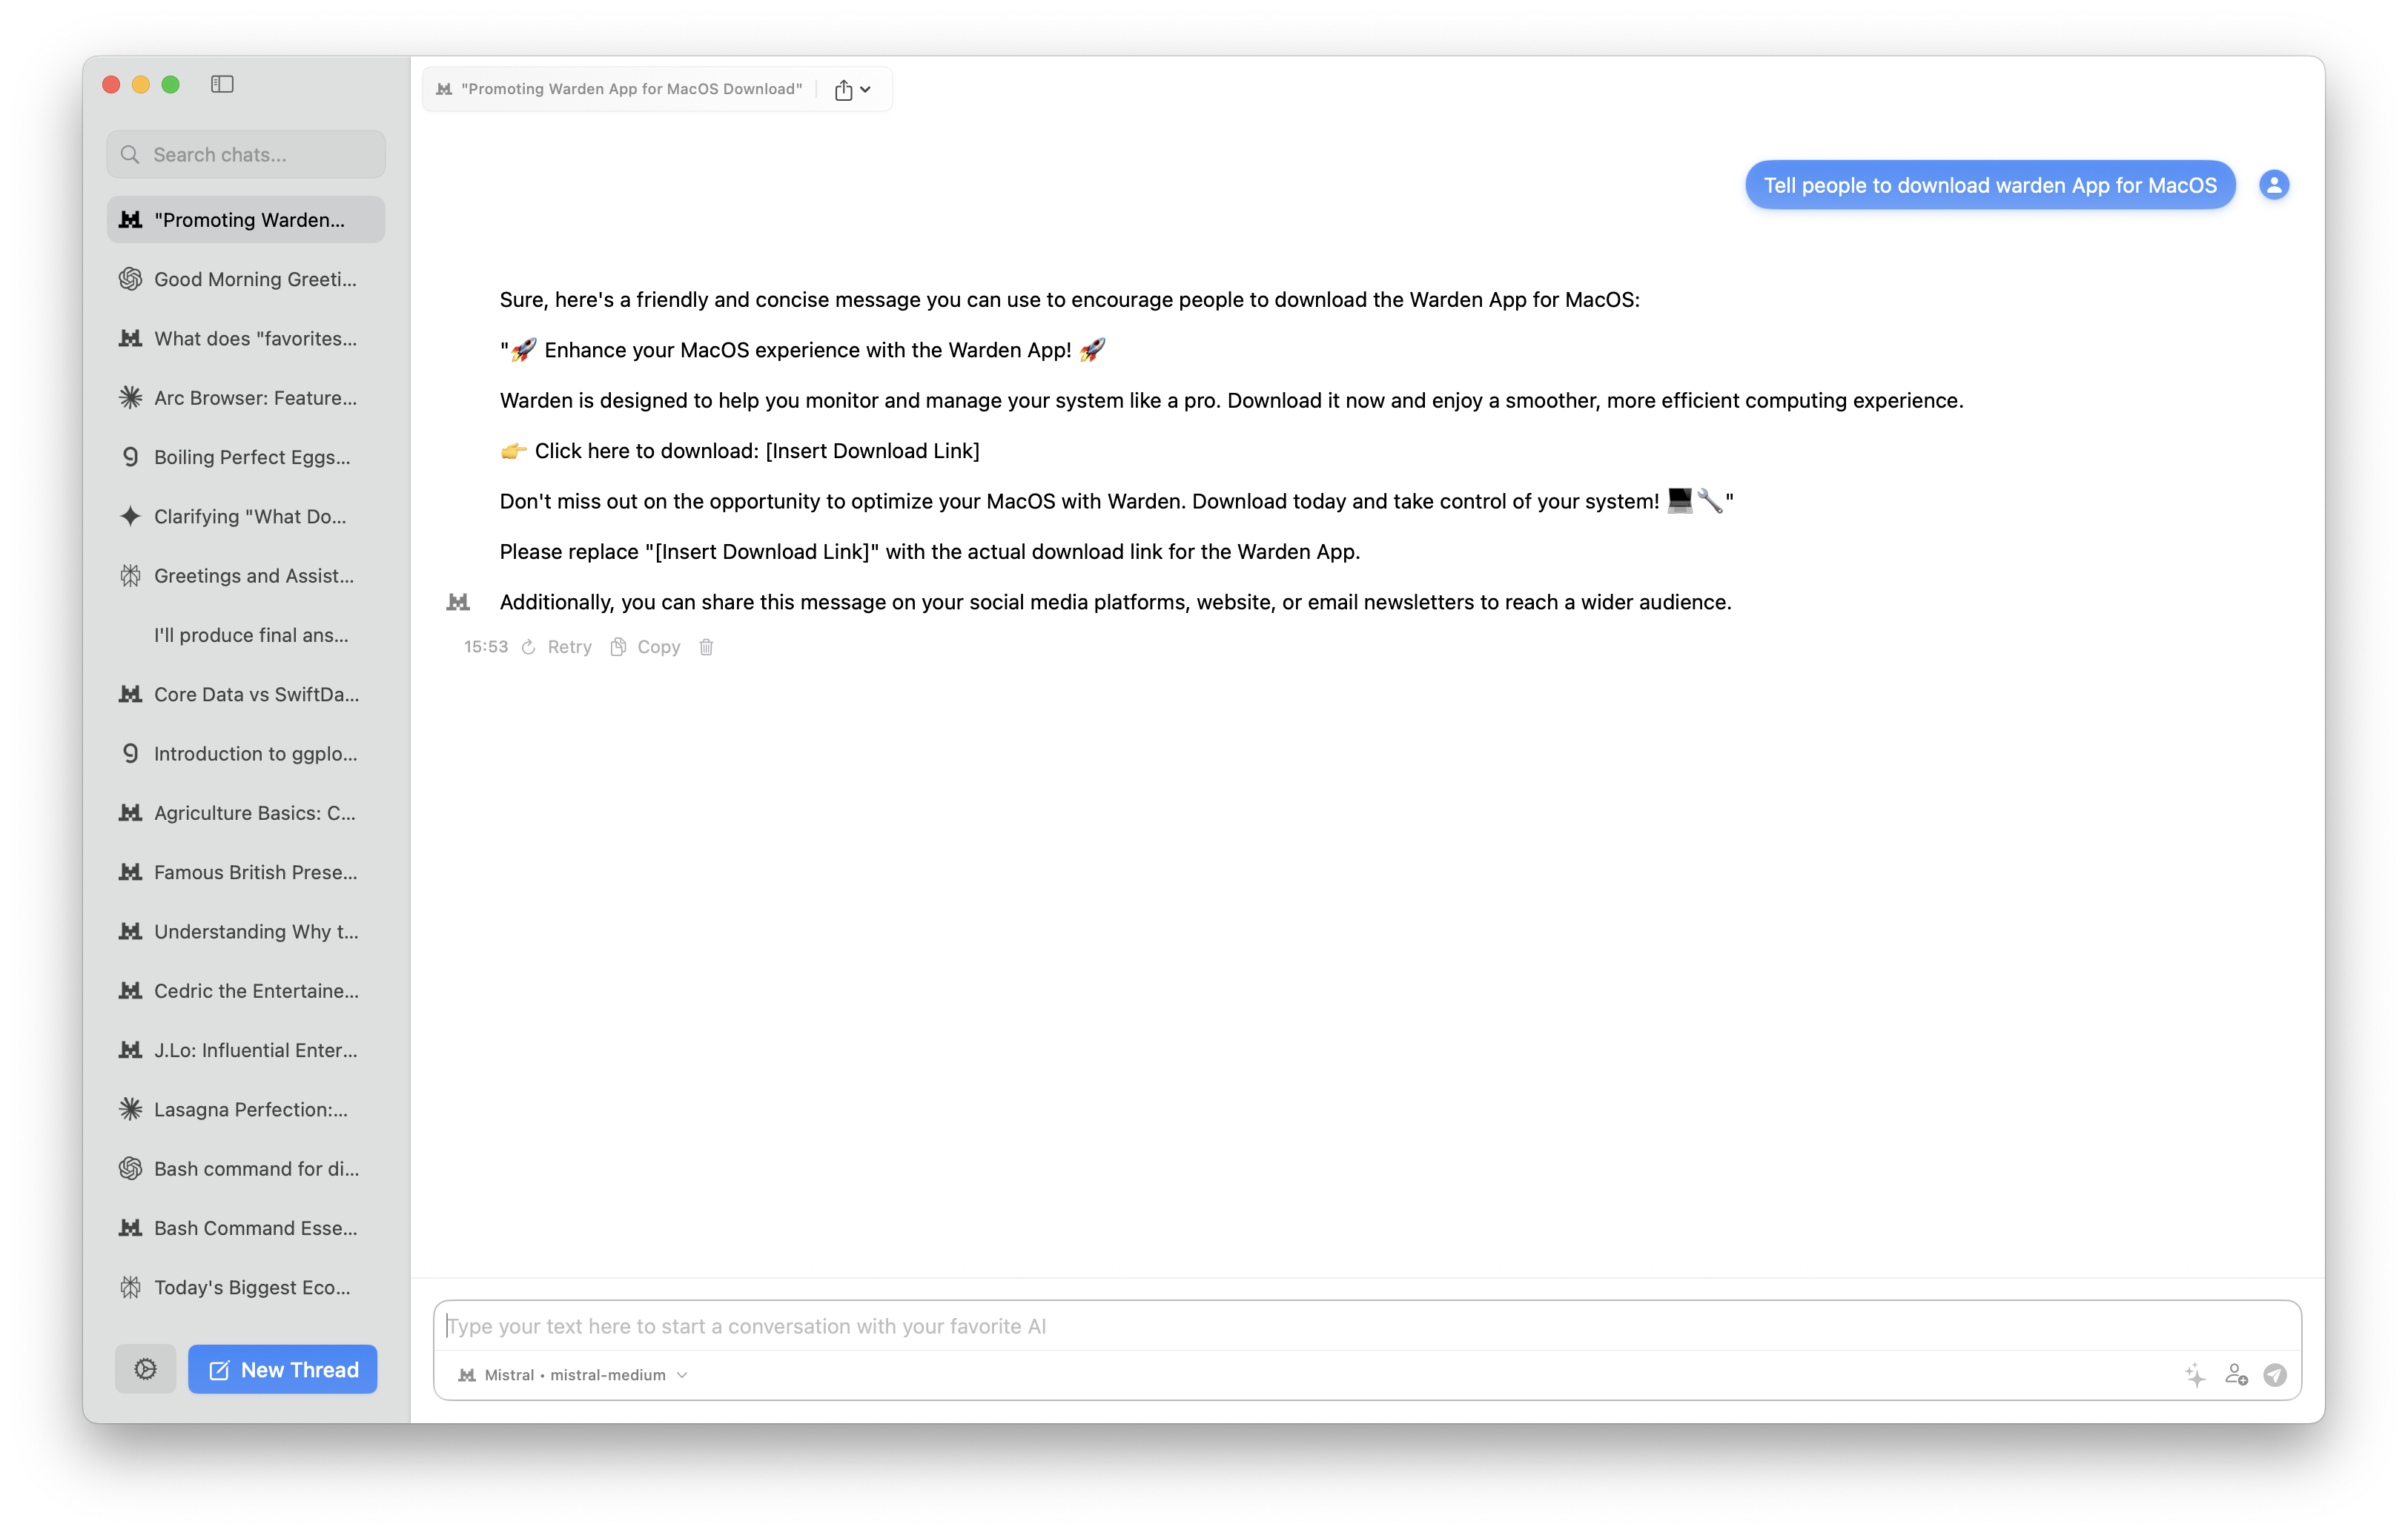 "Promoting Warden App for MacOS Download"
Search chats...
"Promoting Warden...
Good Morning Greeti...
What does "favorites...
Arc Browser: Feature...
Boiling Perfect Eggs...
Clarifying "What Do...
Greetings and Assist...
I'll produce final ans...
Core Data vs SwiftDa...
Introduction to ggplo...
Agriculture Basics: C...
Famous British Prese...
Understanding Why t...
Cedric the Entertaine...
J.Lo: Influential Enter...
Lasagna Perfection:...
Bash command for di...
Bash Command Esse...
Today's Biggest Eco...
New Thread
Tell people to download warden App for MacOS
Sure, here's a friendly and concise message you can use to encourage people to download the Warden App for MacOS:
"🚀 Enhance your MacOS experience with the Warden App! 🚀
Warden is designed to help you monitor and manage your system like a pro. Download it now and enjoy a smoother, more efficient computing experience.
👉 Click here to download: [Insert Download Link]
Don't miss out on the opportunity to optimize your MacOS with Warden. Download today and take control of your system! 💻🔧"
Please replace "[Insert Download Link]" with the actual download link for the Warden App.
Additionally, you can share this message on your social media platforms, website, or email newsletters to reach a wider audience.
15:53 Retry Copy
Type your text here to start a conversation with your favorite AI
Mistral • mistral-medium